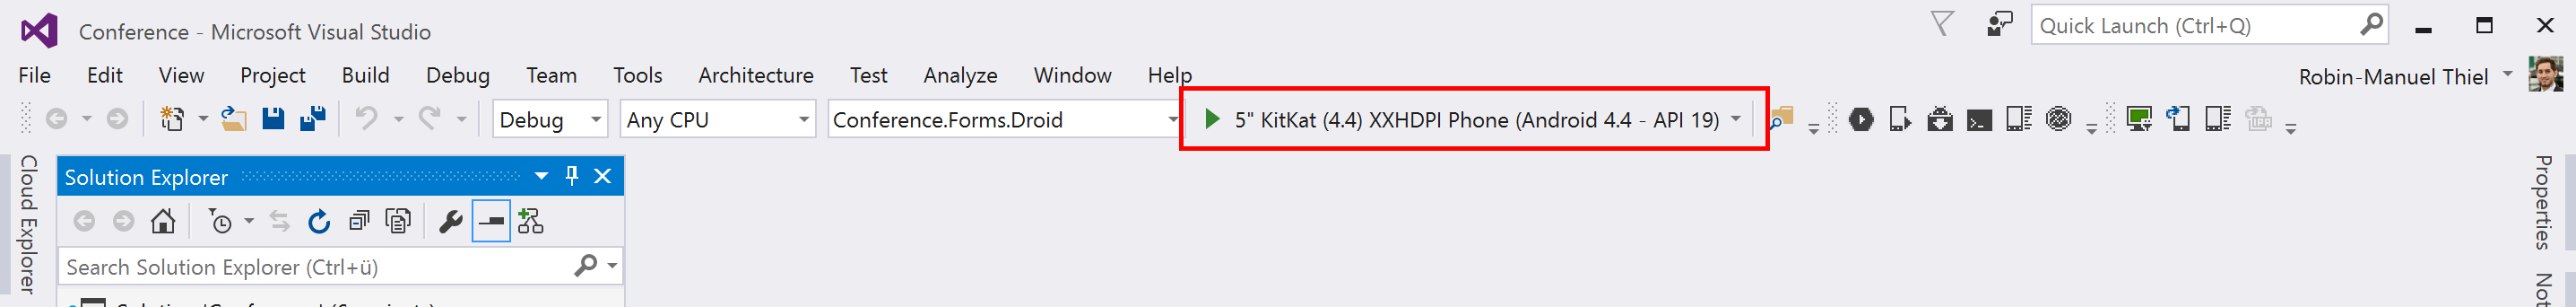 Conference - Microsoft Visual Studio
Quick Launch (Ctrl+Q)
File Edit View Project Build Debug Team Tools Architecture Test Analyze Window Help
Robin-Manuel Thiel
Debug
Any CPU
Conference.Forms.Droid
5" KitKat (4.4) XXHDPI Phone (Android 4.4 - API 19)
Cloud Explorer
Solution Explorer
Search Solution Explorer (Ctrl+ü)
Properties